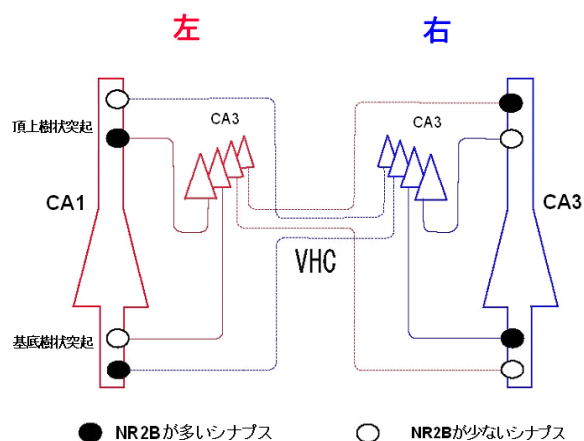 左
右
CA3
CA3
頂上樹状突起
CA1
CA3
VHC
基底樹状突起
NR2Bが多いシナプス
NR2Bが少ないシナプス